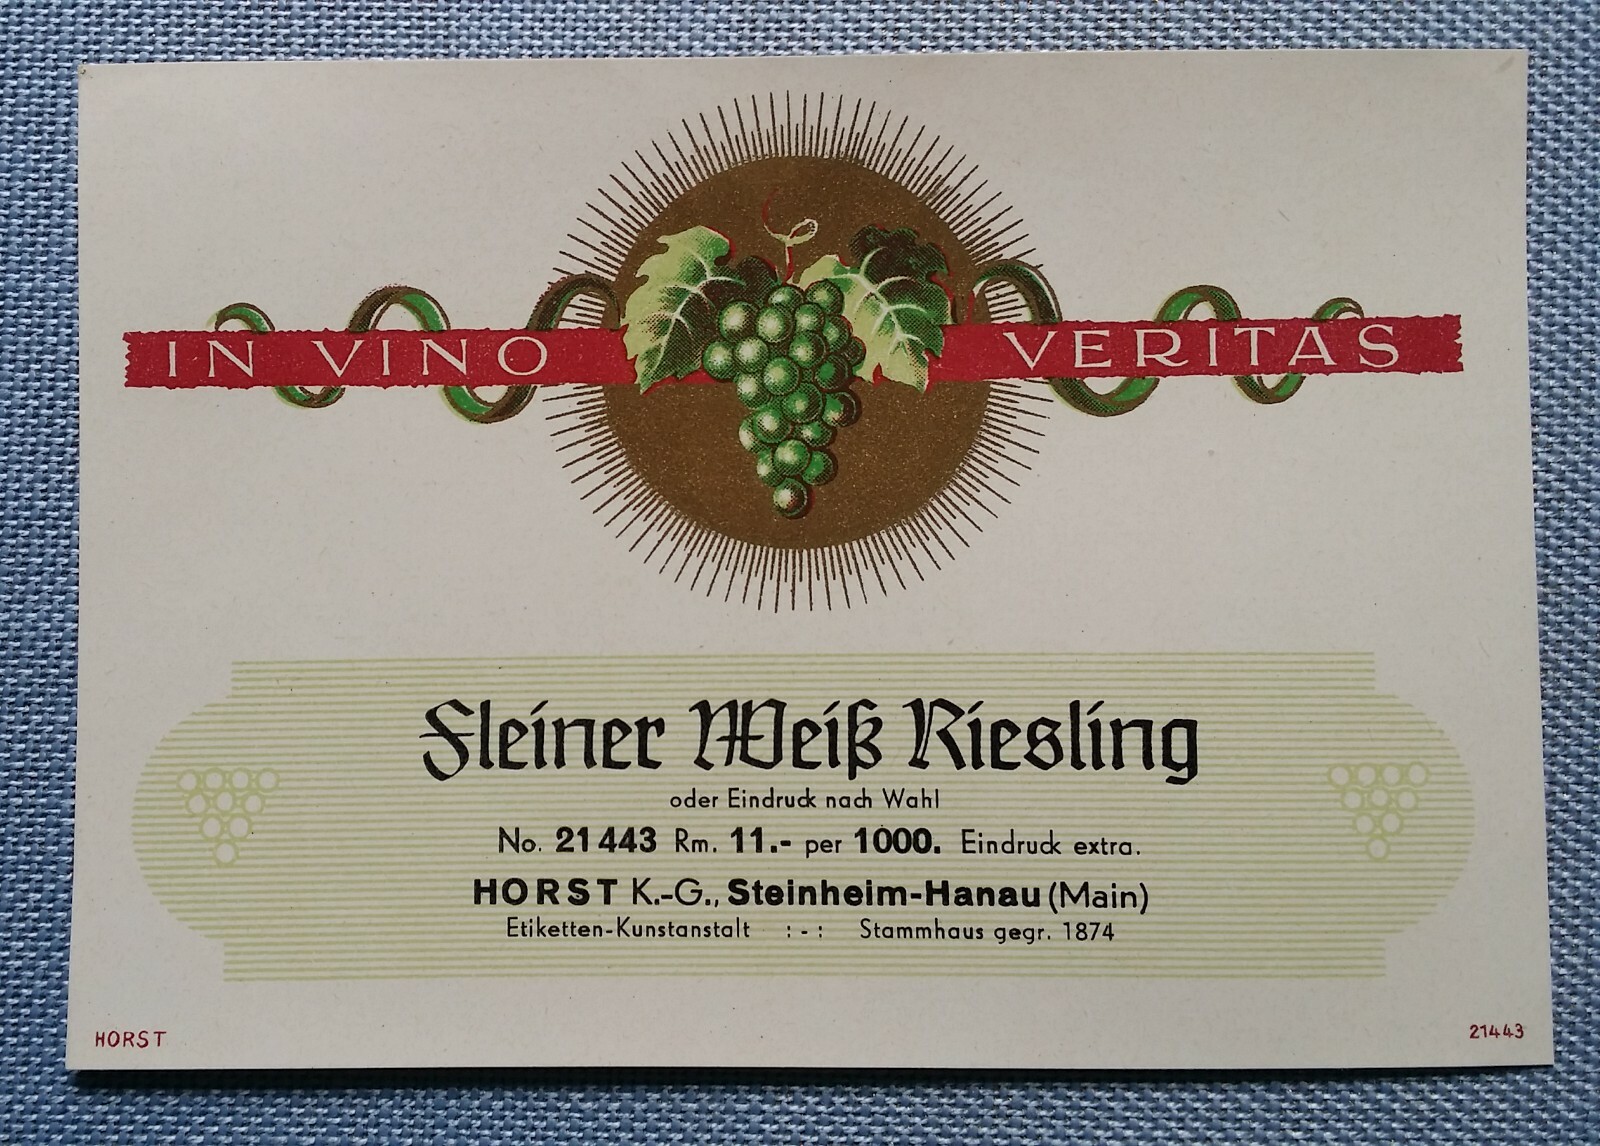 IN VINO VERITAS
Fleiner Weiß Riesling
oder Eindruck nach Wahl
No. 21443 Rm. 11.- per 1000. Eindruck extra.
HORST K.-G., Steinheim-Hanau (Main)
Etiketten-Kunstanstalt :-: Stammhaus gegr. 1874
HORST
21443